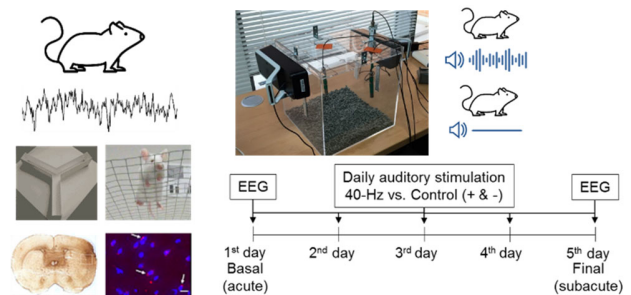 EEG
Daily auditory stimulation
40-Hz vs. Control (+ & -)
EEG
1st day
Basal
(acute)
2nd day
3rd day
4th day
5th day
Final
(subacute)